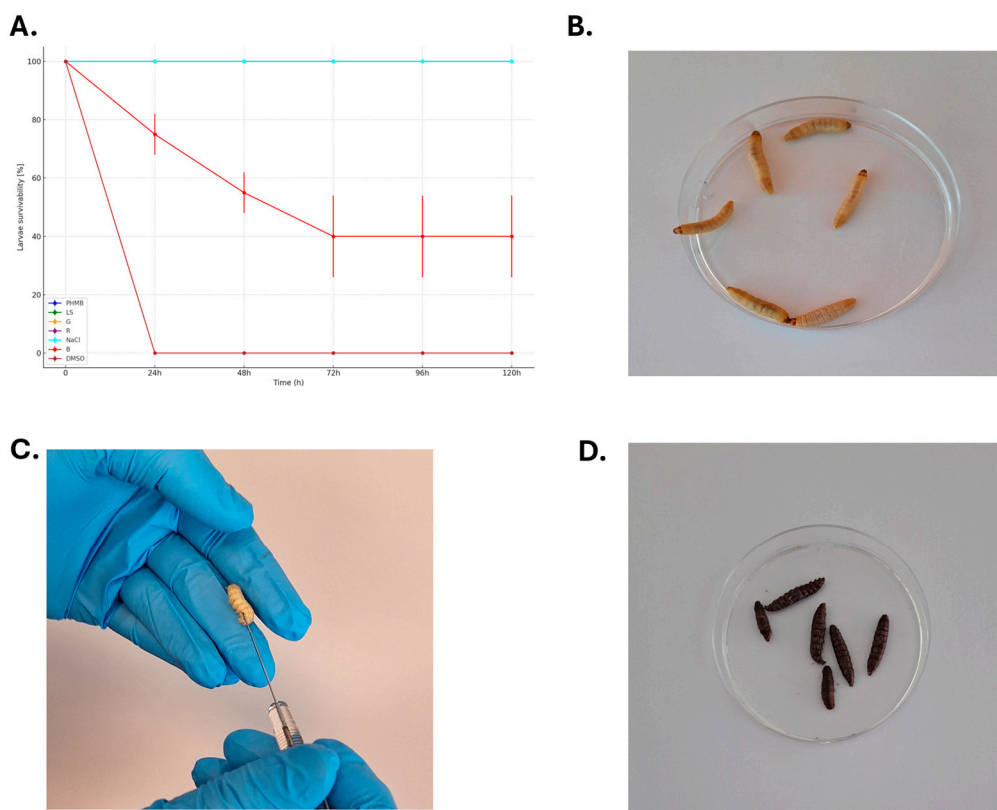 A.
B.
100
80
60
40
20
0
Larvae survivability [%]
PHMB
LS
G
R
NaCl
B
DMSO
0 24h 48h 72h 96h 120h
Time (h)
C.
D.